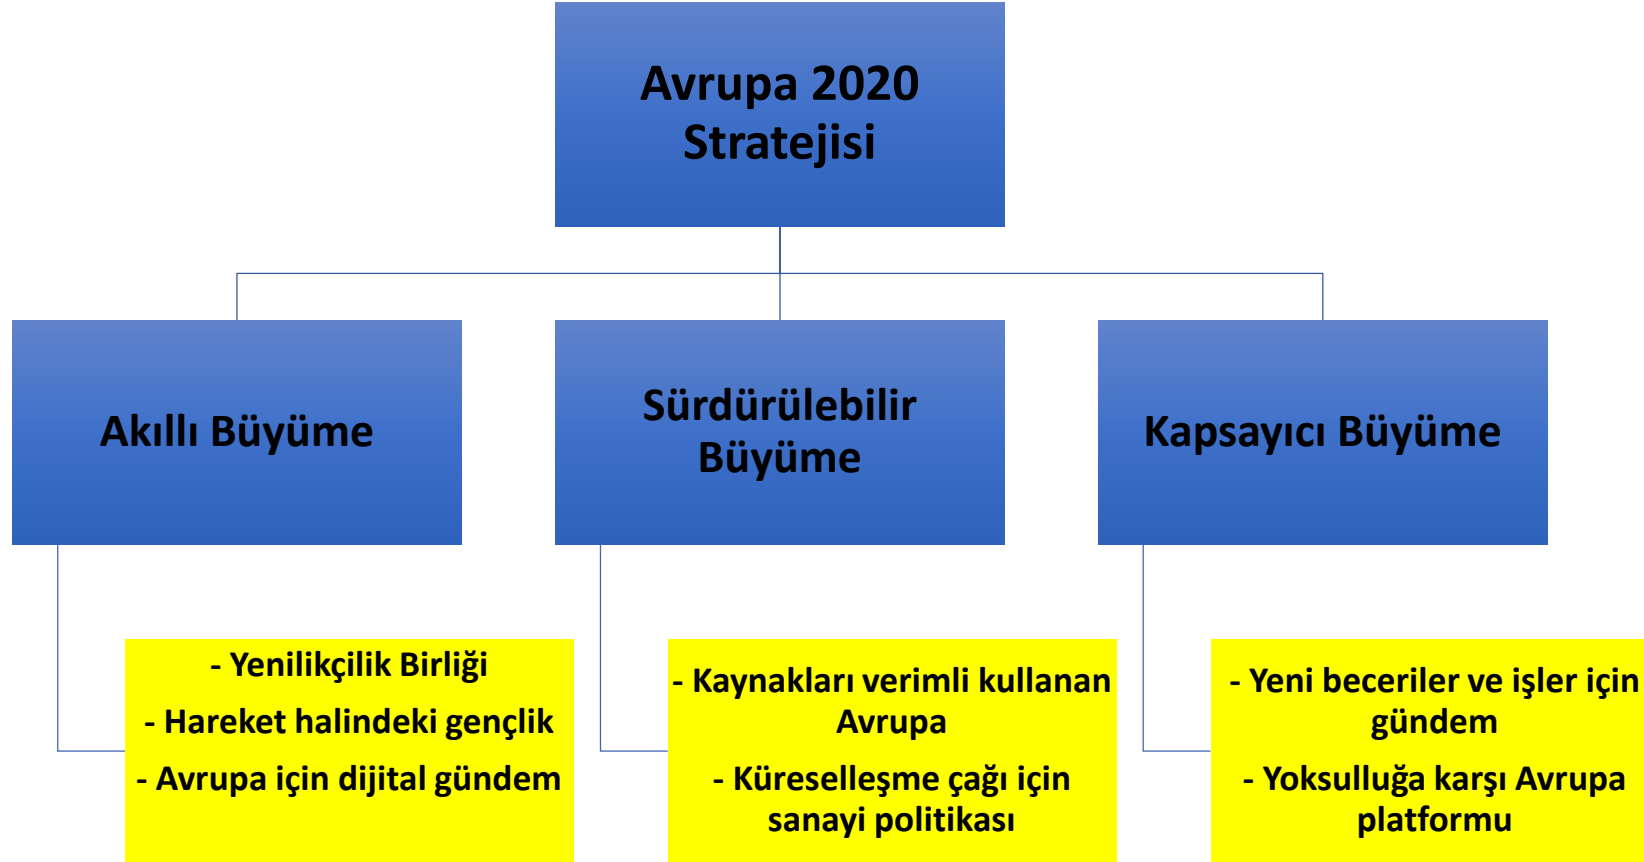 Avrupa 2020
Stratejisi
Akıllı Büyüme
Sürdürülebilir
Büyüme
Kapsayıcı Büyüme
- Yenilikçilik Birliği
- Hareket halindeki gençlik
- Avrupa için dijital gündem
- Kaynakları verimli kullanan
Avrupa
- Küreselleşme çağı için
sanayi politikası
- Yeni beceriler ve işler için
gündem
- Yoksulluğa karşı Avrupa
platformu